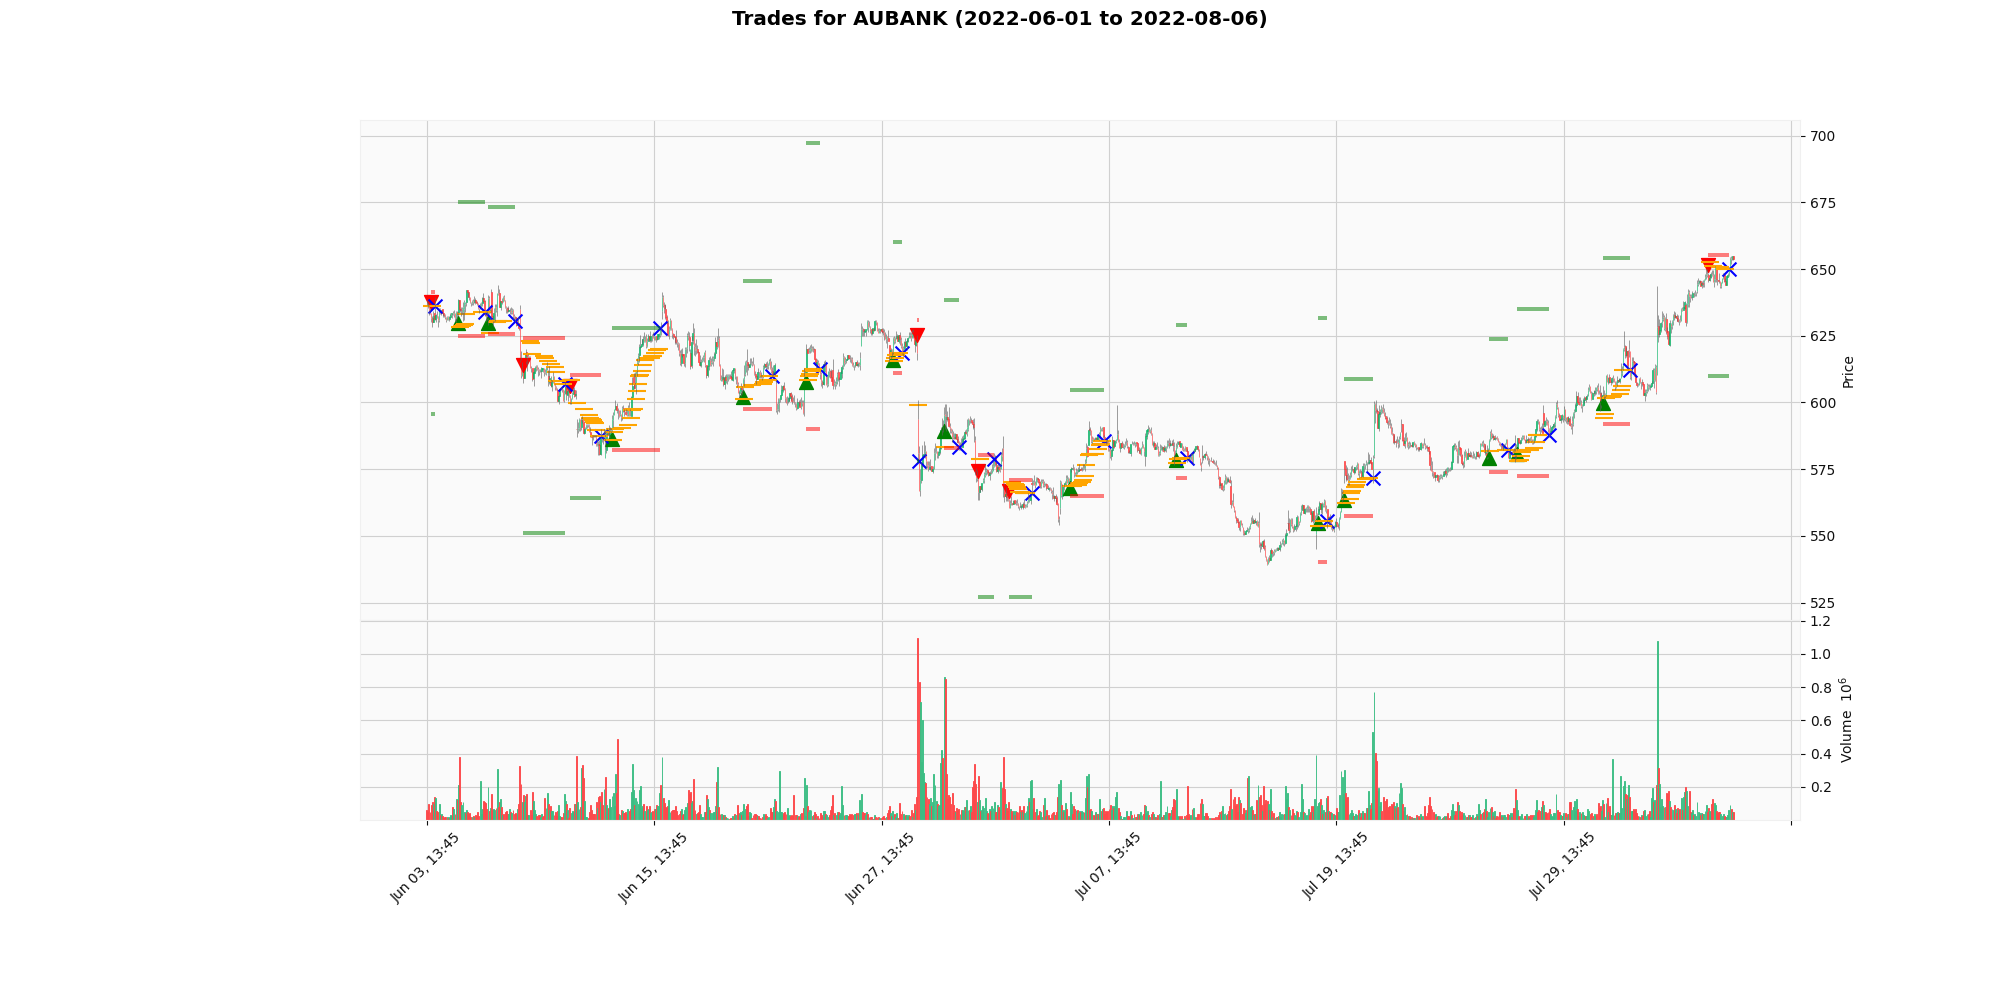 Trades for AUBANK (2022-06-01 to 2022-08-06)
700
675
650
625
600
575
550
525
Price
1.2
1.0
0.8
0.6
0.4
0.2
Volume 10^6
Jun 03, 13:45
Jun 15, 13:45
Jun 27, 13:45
Jul 07, 13:45
Jul 19, 13:45
Jul 29, 13:45